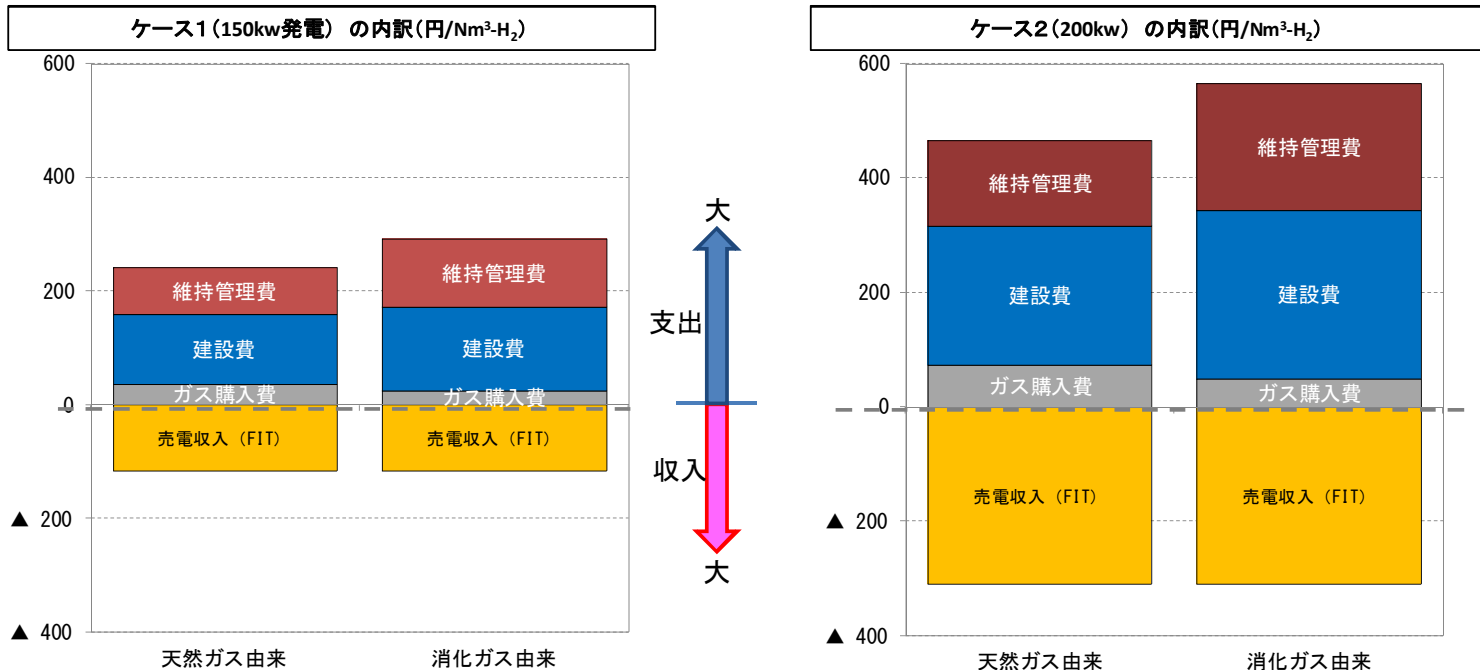 ケース1(150kw発電) の内訳(円/Nm³-H₂)
600
400
200
0
▲ 200
▲ 400
維持管理費
建設費
ガス購入費
売電収入(FIT)
維持管理費
建設費
ガス購入費
売電収入(FIT)
天然ガス由来
消化ガス由来
大
支出
収入
大
ケース2(200kw) の内訳(円/Nm³-H₂)
600
400
200
0
▲ 200
▲ 400
維持管理費
建設費
ガス購入費
売電収入(FIT)
維持管理費
建設費
ガス購入費
売電収入(FIT)
天然ガス由来
消化ガス由来